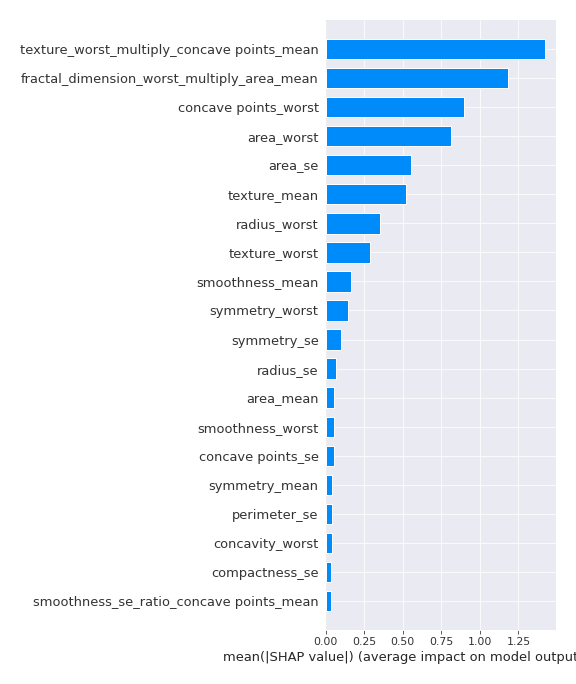 texture_worst_multiply_concave points_mean
fractal_dimension_worst_multiply_area_mean
concave points_worst
area_worst
area_se
texture_mean
radius_worst
texture_worst
smoothness_mean
symmetry_worst
symmetry_se
radius_se
area_mean
smoothness_worst
concave points_se
symmetry_mean
perimeter_se
concavity_worst
compactness_se
smoothness_se_ratio_concave points_mean
0.00 0.25 0.50 0.75 1.00 1.25
mean(|SHAP value|) (average impact on model output